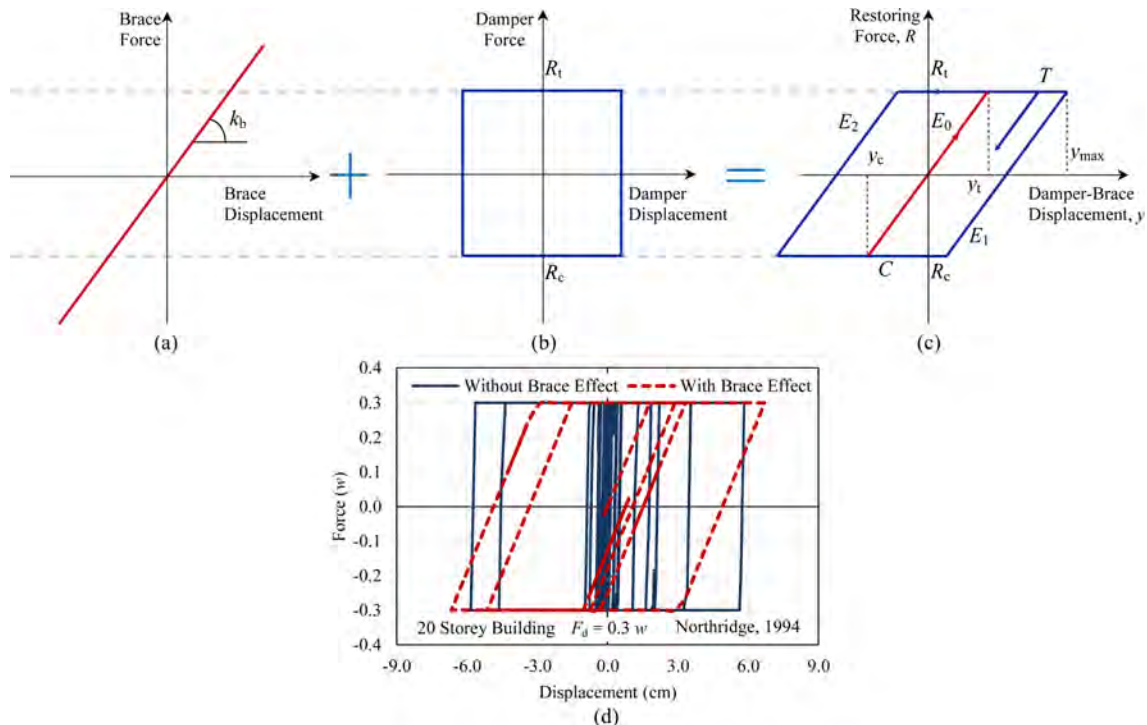 Brace
Force
k_b
Brace
Displacement
(a)
+
Damper
Force
R_t
Damper
Displacement
R_c
(b)
=
Restoring
Force, R
R_t
T
E_2
E_0
y_c
y_t
y_max
Damper-Brace
Displacement, y
E_1
C
R_c
(c)
0.4
0.3
0.2
0.1
0.0
-0.1
-0.2
-0.3
-0.4
Force (w)
Without Brace Effect
With Brace Effect
20 Storey Building F_d = 0.3 w Northridge, 1994
-9.0 -6.0 -3.0 0.0 3.0 6.0 9.0
Displacement (cm)
(d)